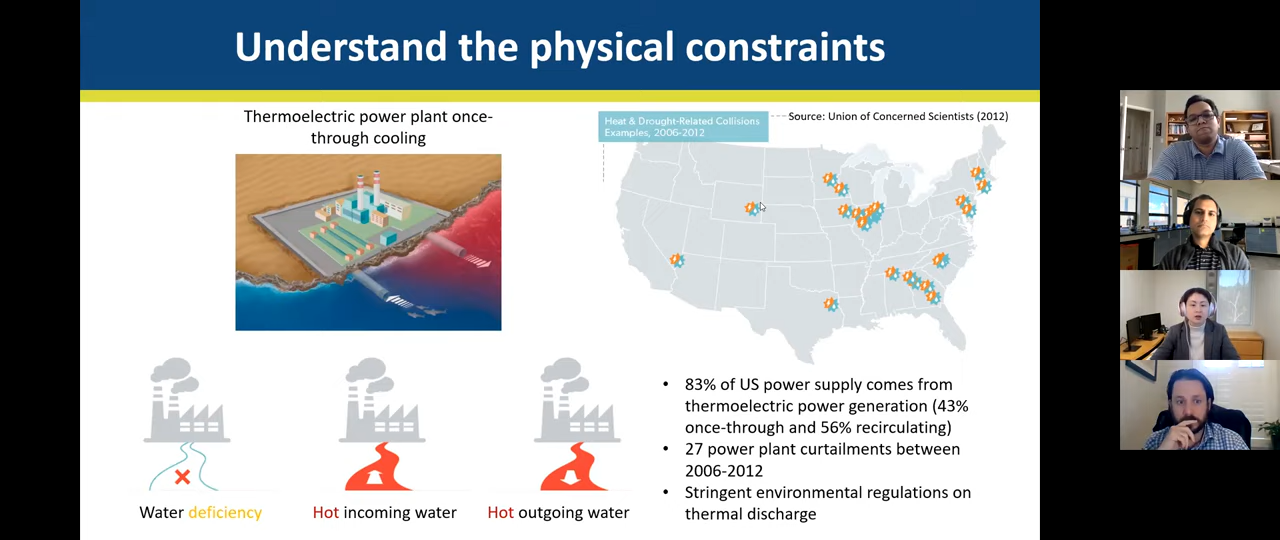 Understand the physical constraints
Thermoelectric power plant once-
through cooling
Heat & Drought-Related Collisions
Examples, 2006-2012
Source: Union of Concerned Scientists (2012)
Water deficiency
Hot incoming water
Hot outgoing water
• 83% of US power supply comes from
thermoelectric power generation (43%
once-through and 56% recirculating)
• 27 power plant curtailments between
2006-2012
• Stringent environmental regulations on
thermal discharge